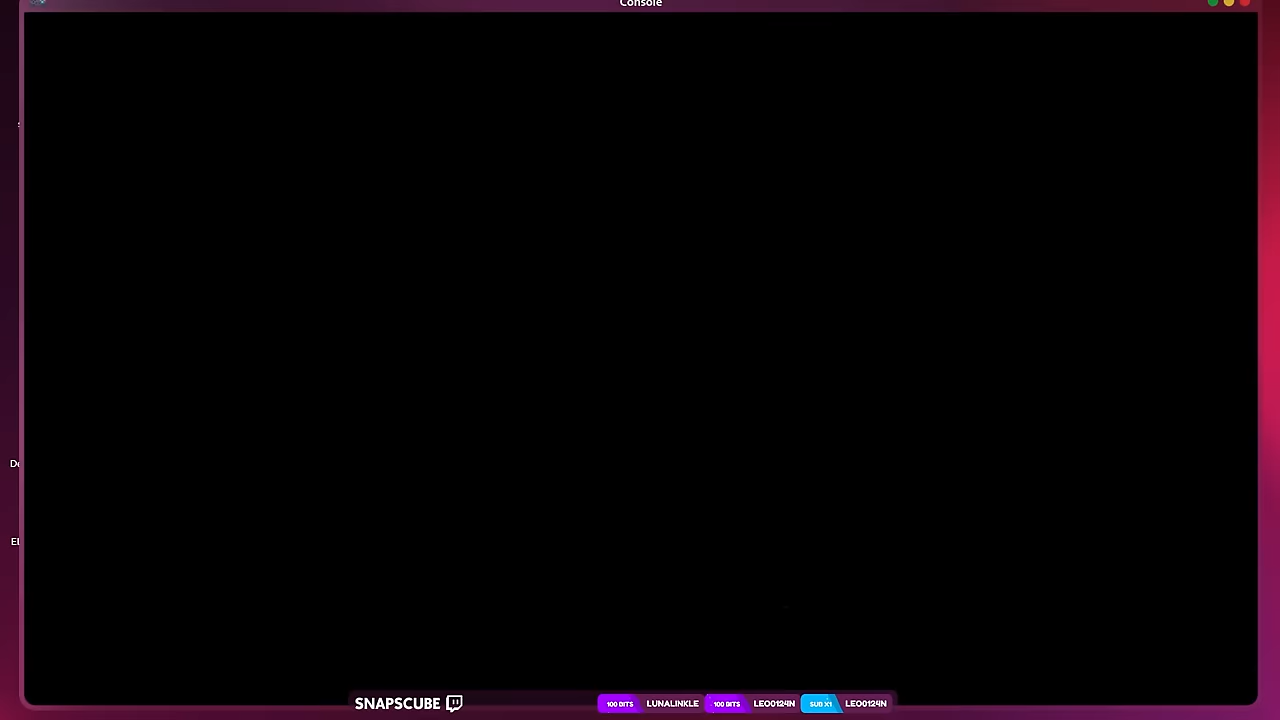 Console
SNAPSCUBE
100 BITS LUNALINKLE 100 BITS LEO0124N SUB X1 LEO0124N